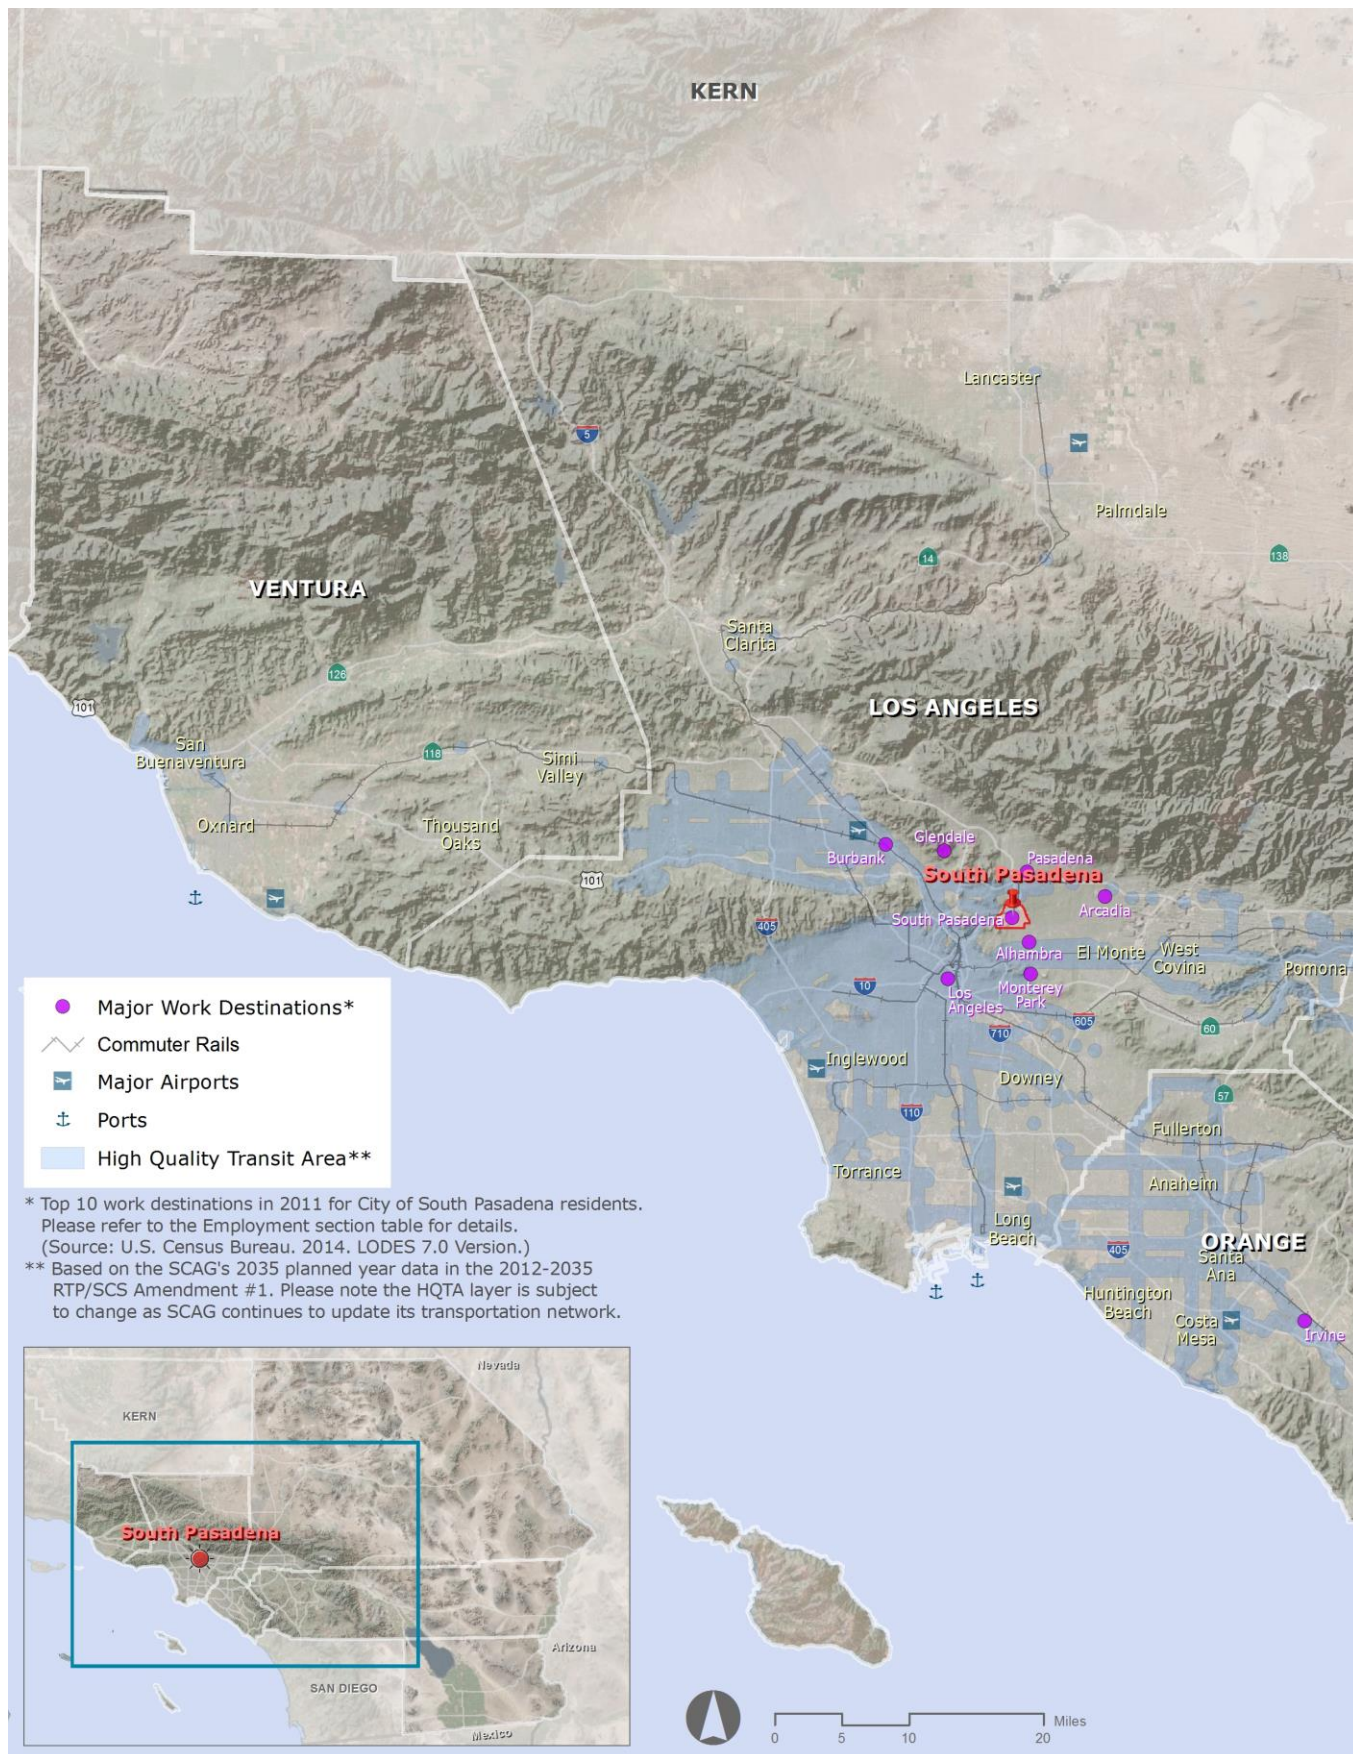 KERN
Lancaster
5
Palmdale
14
138
VENTURA
Santa
Clarita
126
LOS ANGELES
101
San
Buenaventura
118
Simi
Valley
Oxnard
Thousand
Oaks
Glendale
Burbank
Pasadena
South Pasadena
101
Arcadia
South Pasadena
405
Alhambra
El Monte
West
Covina
Pomona
10
Los
Angeles
Monterey
Park
605
710
60
Inglewood
Downey
57
110
Fullerton
Torrance
Anaheim
Long
Beach
405
ORANGE
Santa
Ana
Huntington
Beach
Costa
Mesa
Irvine
Major Work Destinations*
Commuter Rails
Major Airports
Ports
High Quality Transit Area**
* Top 10 work destinations in 2011 for City of South Pasadena residents.
Please refer to the Employment section table for details.
(Source: U.S. Census Bureau. 2014. LODES 7.0 Version.)
** Based on the SCAG's 2035 planned year data in the 2012-2035
RTP/SCS Amendment #1. Please note the HQTA layer is subject
to change as SCAG continues to update its transportation network.
Nevada
KERN
South Pasadena
Arizona
SAN DIEGO
Mexico
Miles
0 5 10 20